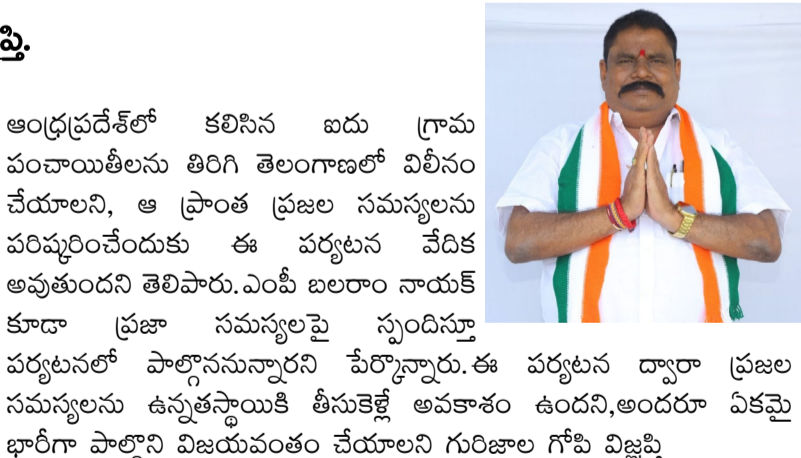 ప్తి.
ఆంధ్రప్రదేశ్‌లో కలిసిన ఐదు గ్రామ
పంచాయితీలను తిరిగి తెలంగాణలో విలీనం
చేయాలని, ఆ ప్రాంత ప్రజల సమస్యలను
పరిష్కరించేందుకు ఈ పర్యటన వేదిక
అవుతుందని తెలిపారు.ఎంపీ బలరాం నాయక్
కూడా ప్రజా సమస్యలపై స్పందిస్తూ
పర్యటనలో పాల్గొననున్నారని పేర్కొన్నారు.ఈ పర్యటన ద్వారా ప్రజల
సమస్యలను ఉన్నతస్థాయికి తీసుకెళ్లే అవకాశం ఉందని,అందరూ ఏకమై
భారీగా పాల్గొని విజయవంతం చేయాలని గురిజాల గోపి విజ్ఞప్తి